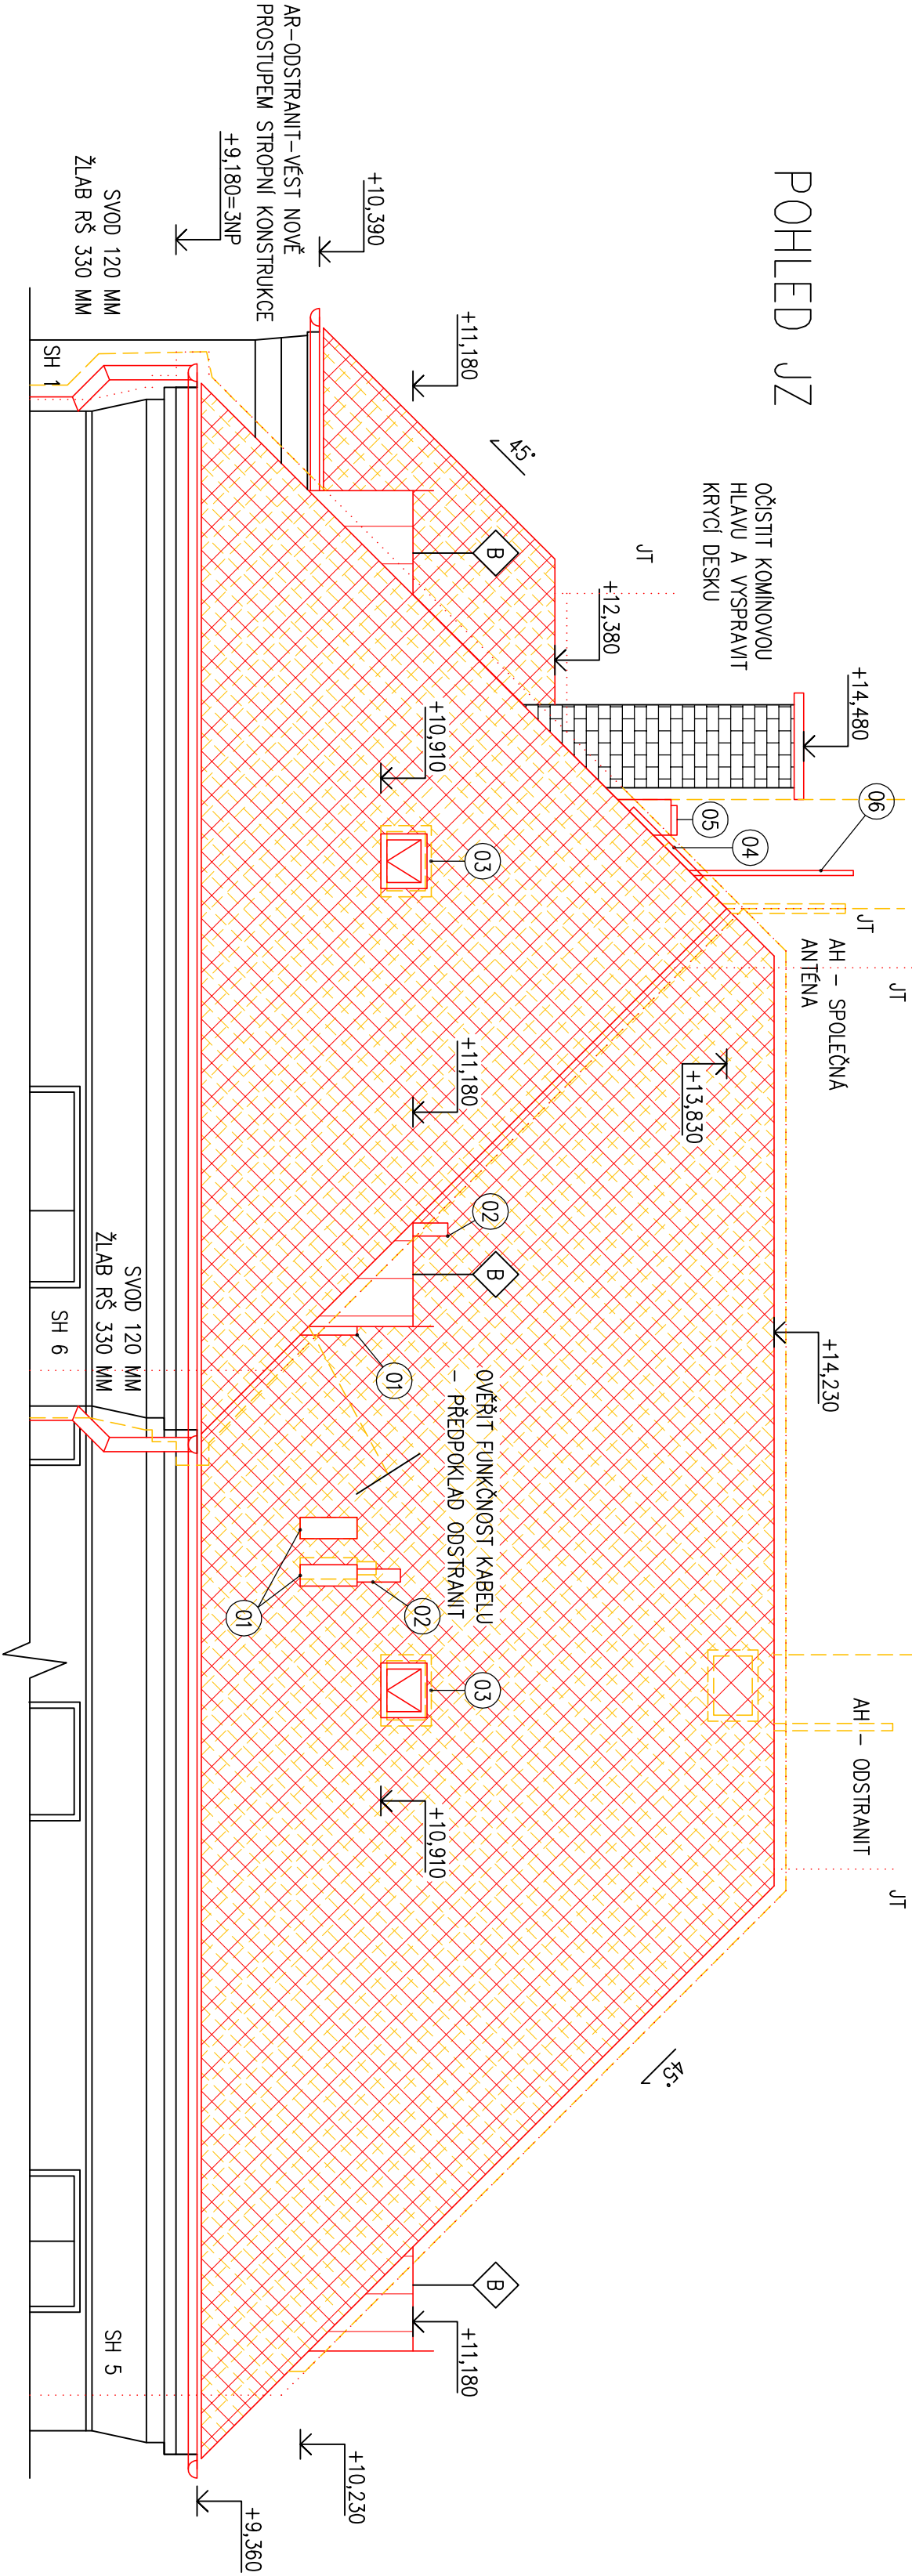 POHLED JZ
AR-ODSTRANIT-VÉST NOVĚ
PROSTUPEM STROPNÍ KONSTRUKCE
+9,180=3NP
SVOD 120 MM
ŽLAB RŠ 330 MM
SH 1
+10,390
+11,180
45°
B
OČISTIT KOMÍNOVOU
HLAVU A VYSPRAVIT
KRYCÍ DESKU
JT
+12,380
+14,480
+10,910
03
04
05
06
JT
AH - SPOLEČNÁ
ANTÉNA
JT
+13,830
+11,180
02
B
01
OVĚŘIT FUNKČNOST KABELU
- PŘEDPOKLAD ODSTRANIT
SVOD 120 MM
ŽLAB RŠ 330 MM
SH 6
+14,230
01
02
03
AH - ODSTRANIT
+10,910
JT
45°
B
+11,180
SH 5
+10,230
+9,360